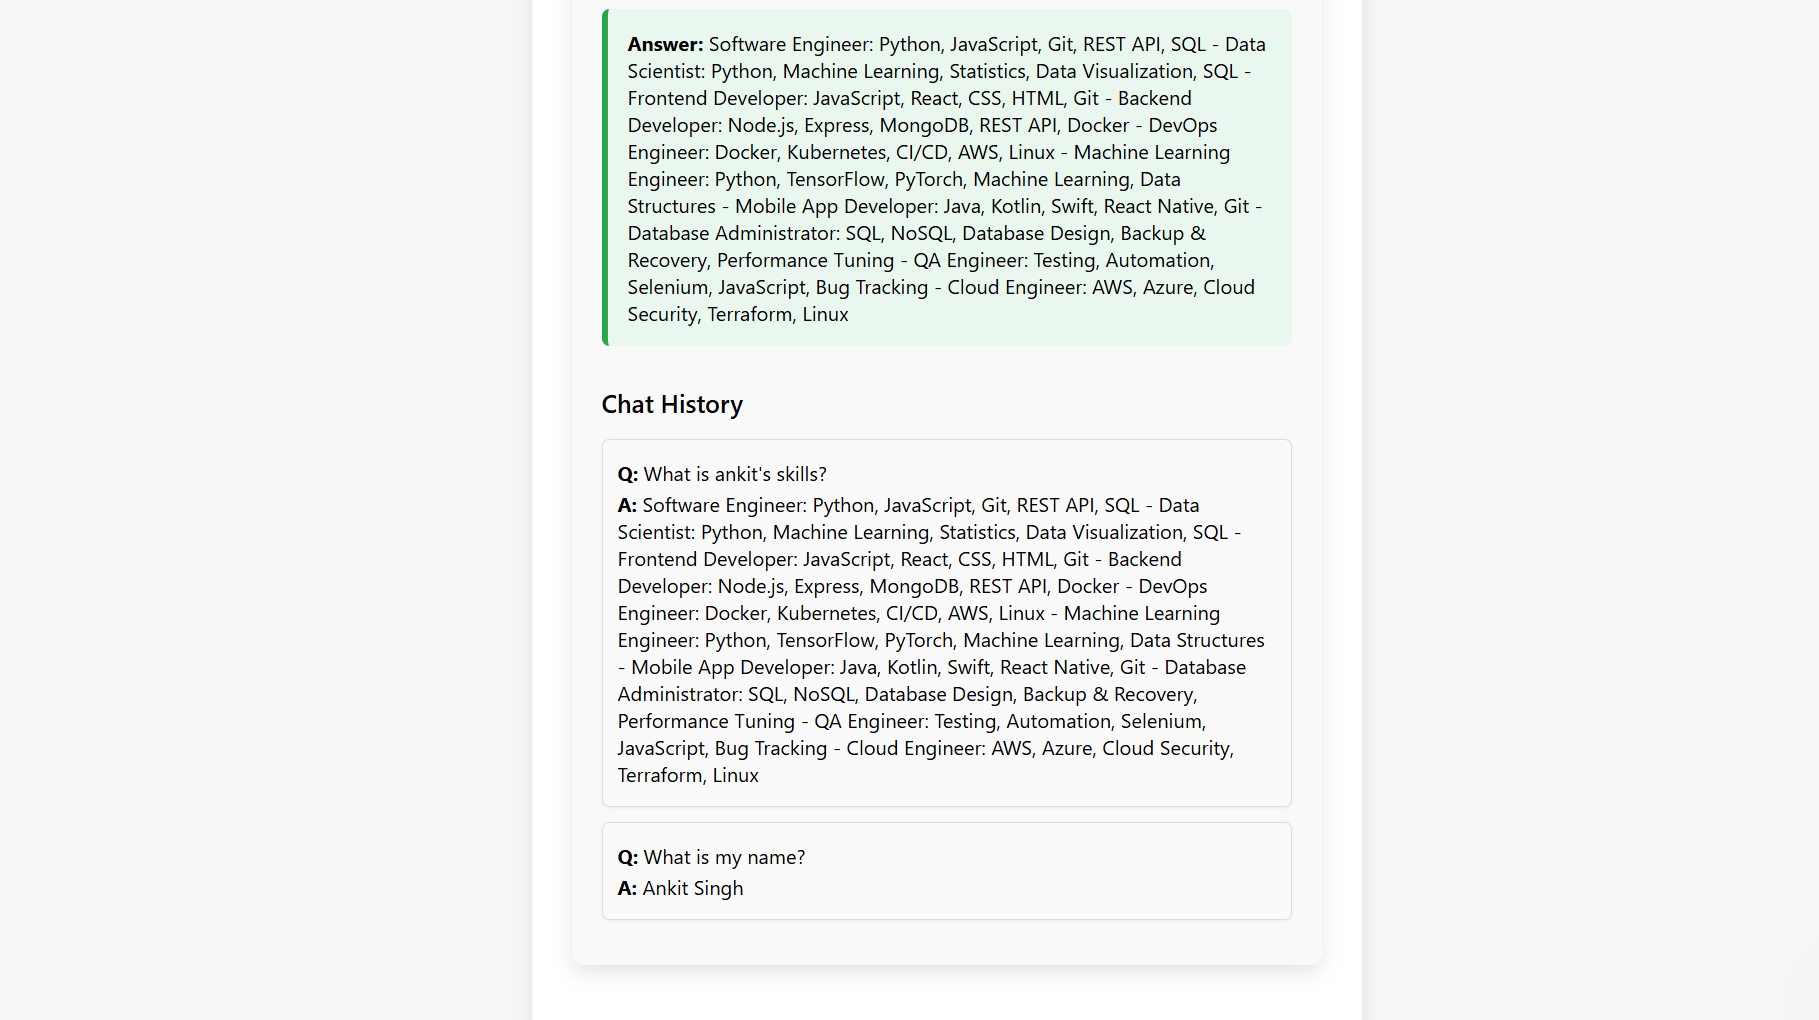 Answer: Software Engineer: Python, JavaScript, Git, REST API, SQL - Data
Scientist: Python, Machine Learning, Statistics, Data Visualization, SQL -
Frontend Developer: JavaScript, React, CSS, HTML, Git - Backend
Developer: Node.js, Express, MongoDB, REST API, Docker - DevOps
Engineer: Docker, Kubernetes, CI/CD, AWS, Linux - Machine Learning
Engineer: Python, TensorFlow, PyTorch, Machine Learning, Data
Structures - Mobile App Developer: Java, Kotlin, Swift, React Native, Git -
Database Administrator: SQL, NoSQL, Database Design, Backup &
Recovery, Performance Tuning - QA Engineer: Testing, Automation,
Selenium, JavaScript, Bug Tracking - Cloud Engineer: AWS, Azure, Cloud
Security, Terraform, Linux
Chat History
Q: What is ankit's skills?
A: Software Engineer: Python, JavaScript, Git, REST API, SQL - Data
Scientist: Python, Machine Learning, Statistics, Data Visualization, SQL -
Frontend Developer: JavaScript, React, CSS, HTML, Git - Backend
Developer: Node.js, Express, MongoDB, REST API, Docker - DevOps
Engineer: Docker, Kubernetes, CI/CD, AWS, Linux - Machine Learning
Engineer: Python, TensorFlow, PyTorch, Machine Learning, Data Structures
- Mobile App Developer: Java, Kotlin, Swift, React Native, Git - Database
Administrator: SQL, NoSQL, Database Design, Backup & Recovery,
Performance Tuning - QA Engineer: Testing, Automation, Selenium,
JavaScript, Bug Tracking - Cloud Engineer: AWS, Azure, Cloud Security,
Terraform, Linux
Q: What is my name?
A: Ankit Singh